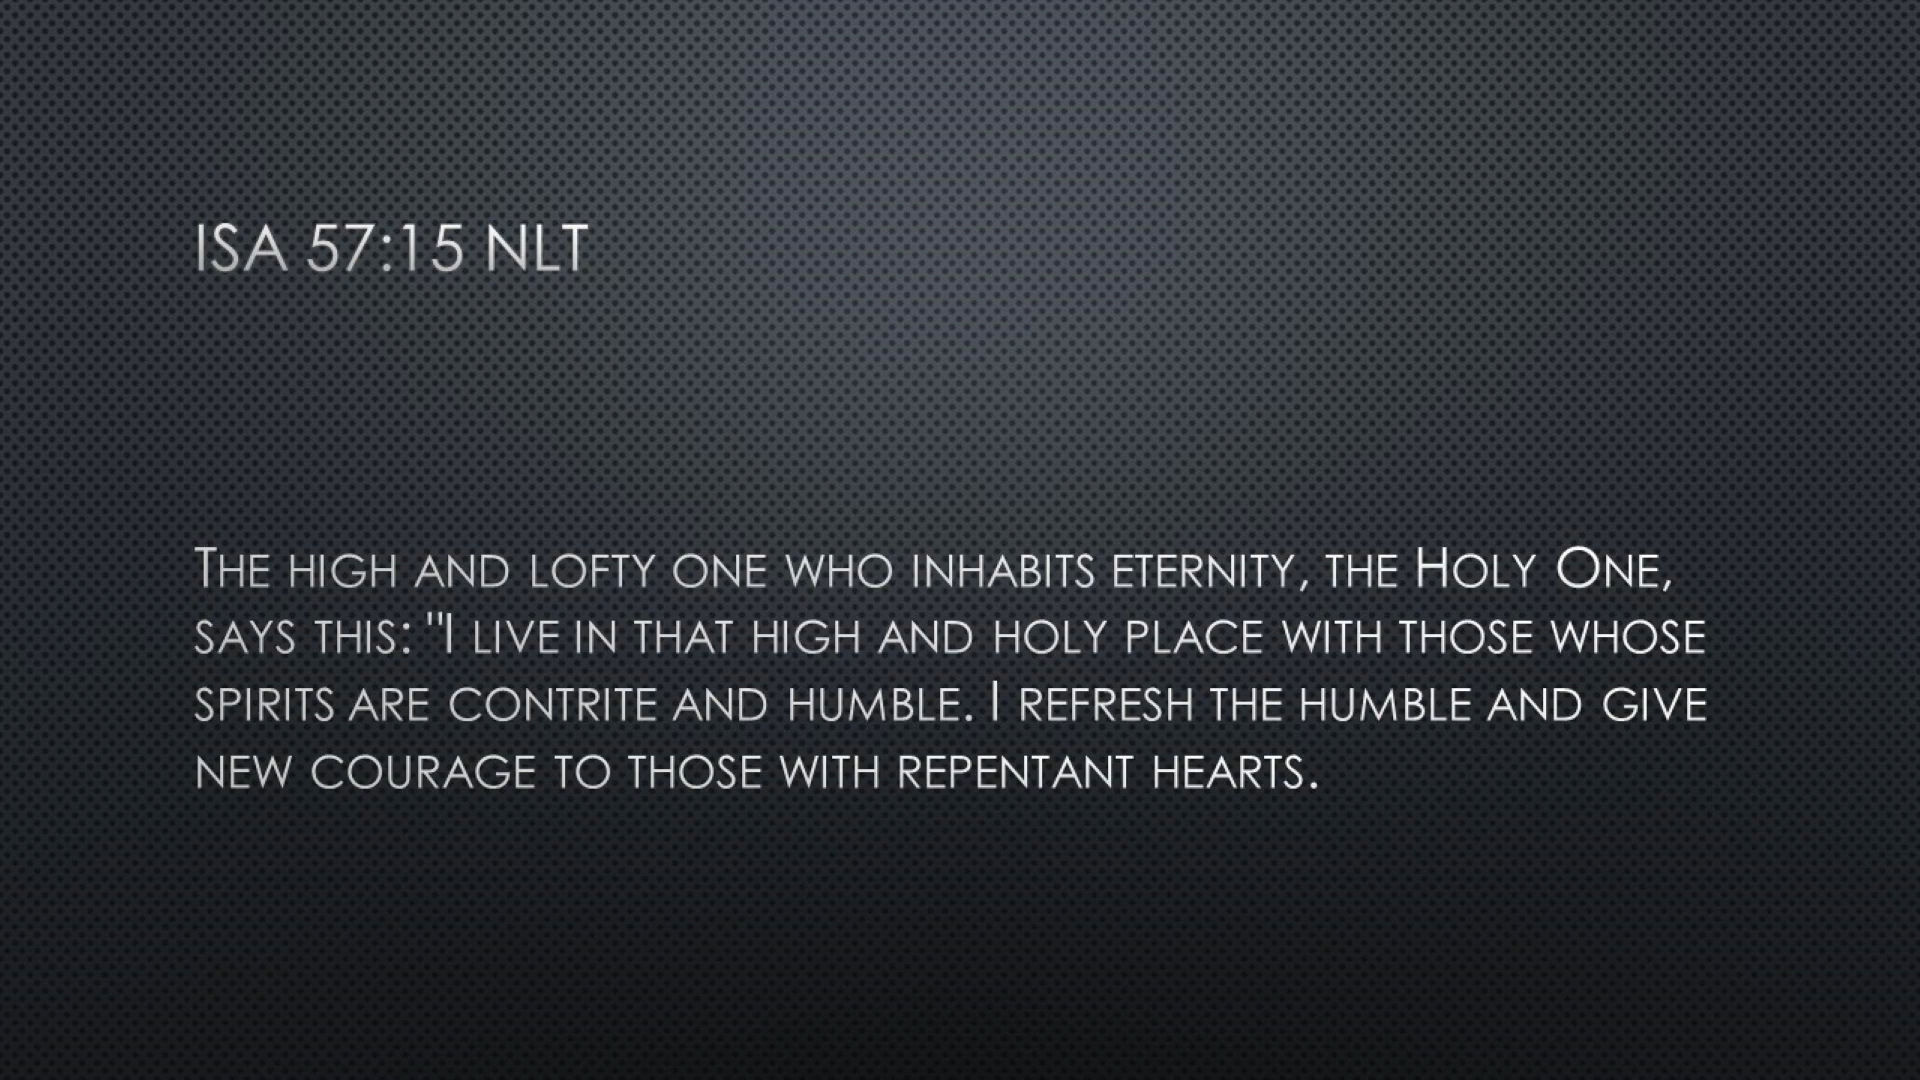 ISA 57:15 NLT
The high and lofty one who inhabits eternity, the Holy One,
says this: "I live in that high and holy place with those whose
spirits are contrite and humble. I refresh the humble and give
new courage to those with repentant hearts.